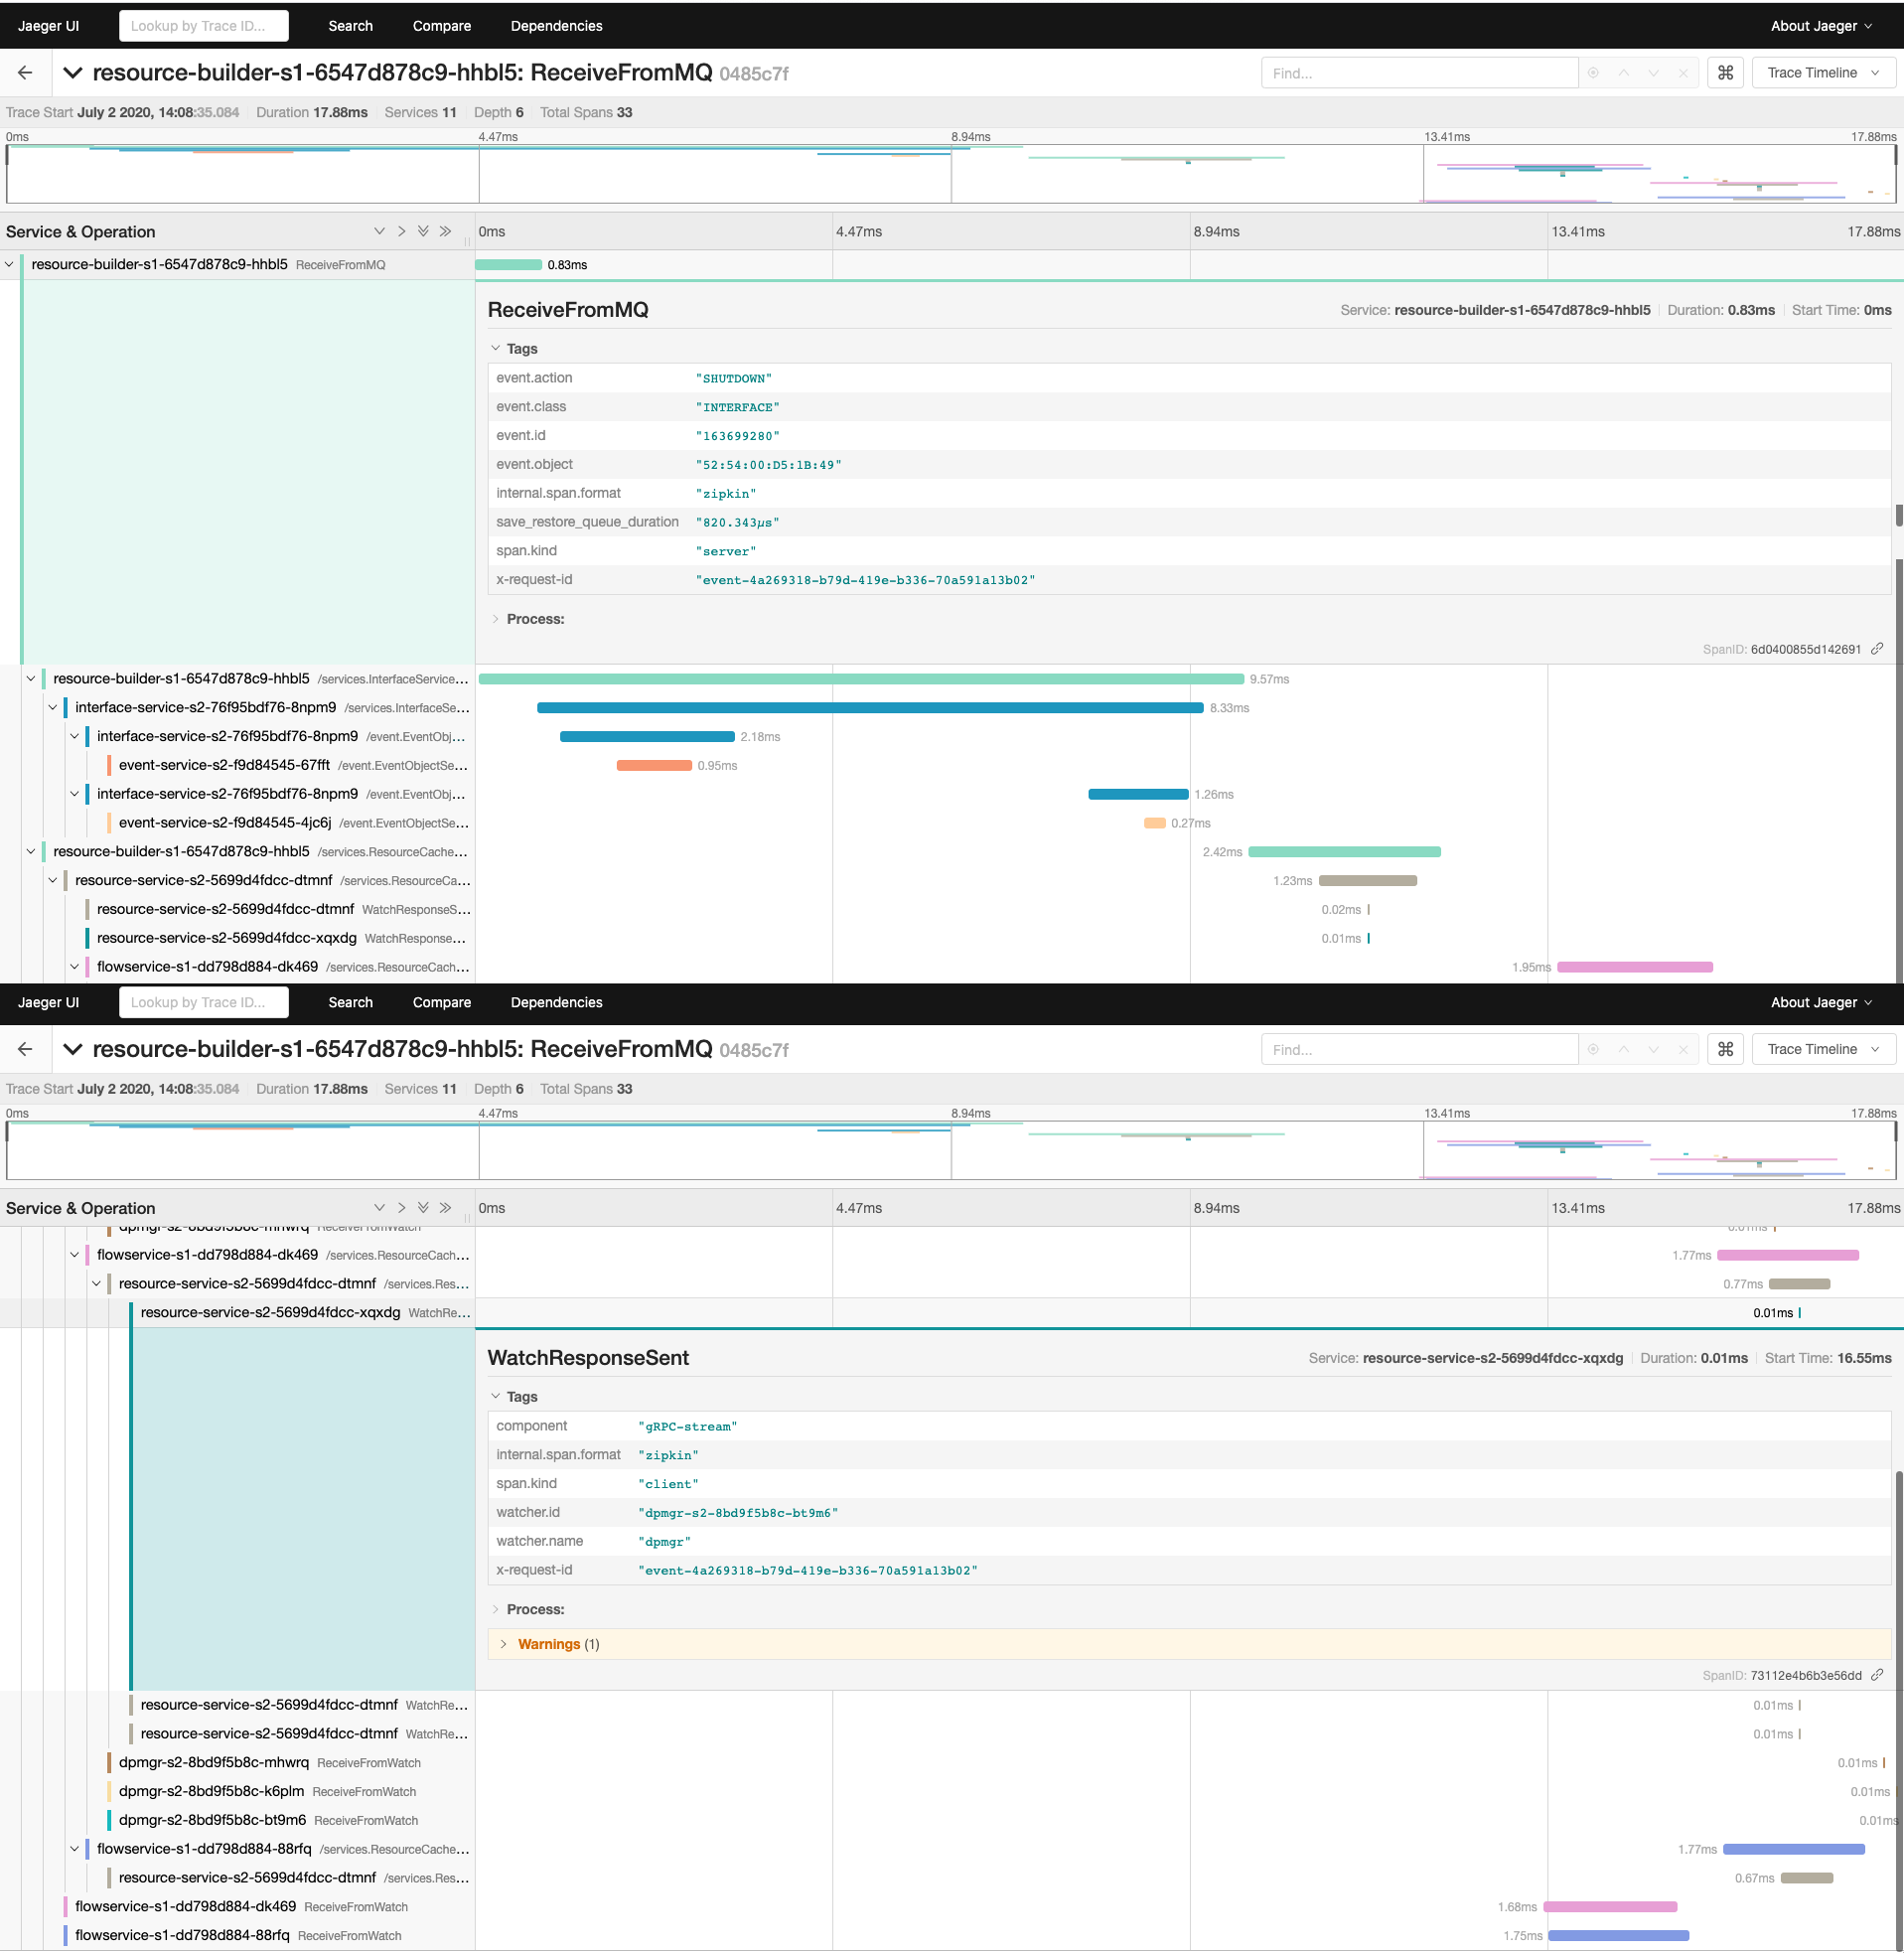 Jaeger UI Lookup by Trace ID... Search Compare Dependencies About Jaeger
resource-builder-s1-6547d878c9-hhbl5: ReceiveFromMQ 0485c7f Find... Trace Timeline
Trace Start July 2 2020, 14:08:35.084 Duration 17.88ms Services 11 Depth 6 Total Spans 33
0ms 4.47ms 8.94ms 13.41ms 17.88ms
Service & Operation 0ms 4.47ms 8.94ms 13.41ms 17.88ms
resource-builder-s1-6547d878c9-hhbl5 ReceiveFromMQ 0.83ms
ReceiveFromMQ Service: resource-builder-s1-6547d878c9-hhbl5 Duration: 0.83ms Start Time: 0ms
Tags
event.action "SHUTDOWN"
event.class "INTERFACE"
event.id "163699280"
event.object "52:54:00:D5:1B:49"
internal.span.format "zipkin"
save_restore_queue_duration "820.343µs"
span.kind "server"
x-request-id "event-4a269318-b79d-419e-b336-70a591a13b02"
Process:
SpanID: 6d0400855d142691
resource-builder-s1-6547d878c9-hhbl5 /services.InterfaceService... 9.57ms
interface-service-s2-76f95bdf76-8npm9 /services.InterfaceSe... 8.33ms
interface-service-s2-76f95bdf76-8npm9 /event.EventObj... 2.18ms
event-service-s2-f9d84545-67fft /event.EventObjectSe... 0.95ms
interface-service-s2-76f95bdf76-8npm9 /event.EventObj... 1.26ms
event-service-s2-f9d84545-4jc6j /event.EventObjectSe... 0.27ms
resource-builder-s1-6547d878c9-hhbl5 /services.ResourceCache... 2.42ms
resource-service-s2-5699d4fdcc-dtmnf /services.ResourceCa... 1.23ms
resource-service-s2-5699d4fdcc-dtmnf WatchResponseS... 0.02ms
resource-service-s2-5699d4fdcc-xqxdg WatchResponse... 0.01ms
flowservice-s1-dd798d884-dk469 /services.ResourceCach... 1.95ms
Jaeger UI Lookup by Trace ID... Search Compare Dependencies About Jaeger
resource-builder-s1-6547d878c9-hhbl5: ReceiveFromMQ 0485c7f Find... Trace Timeline
Trace Start July 2 2020, 14:08:35.084 Duration 17.88ms Services 11 Depth 6 Total Spans 33
0ms 4.47ms 8.94ms 13.41ms 17.88ms
Service & Operation 0ms 4.47ms 8.94ms 13.41ms 17.88ms
dpmgr-s2-8bd9f5b8c-mhwrq ReceiveFromWatch 0.01ms
flowservice-s1-dd798d884-dk469 /services.ResourceCach... 1.77ms
resource-service-s2-5699d4fdcc-dtmnf /services.Res... 0.77ms
resource-service-s2-5699d4fdcc-xqxdg WatchRe... 0.01ms
WatchResponseSent Service: resource-service-s2-5699d4fdcc-xqxdg Duration: 0.01ms Start Time: 16.55ms
Tags
component "gRPC-stream"
internal.span.format "zipkin"
span.kind "client"
watcher.id "dpmgr-s2-8bd9f5b8c-bt9m6"
watcher.name "dpmgr"
x-request-id "event-4a269318-b79d-419e-b336-70a591a13b02"
Process:
Warnings (1)
SpanID: 73112e4b6b3e56dd
resource-service-s2-5699d4fdcc-dtmnf WatchRe... 0.01ms
resource-service-s2-5699d4fdcc-dtmnf WatchRe... 0.01ms
dpmgr-s2-8bd9f5b8c-mhwrq ReceiveFromWatch 0.01ms
dpmgr-s2-8bd9f5b8c-k6plm ReceiveFromWatch 0.01ms
dpmgr-s2-8bd9f5b8c-bt9m6 ReceiveFromWatch 0.01ms
flowservice-s1-dd798d884-88rfq /services.ResourceCache... 1.77ms
resource-service-s2-5699d4fdcc-dtmnf /services.Res... 0.67ms
flowservice-s1-dd798d884-dk469 ReceiveFromWatch 1.68ms
flowservice-s1-dd798d884-88rfq ReceiveFromWatch 1.75ms